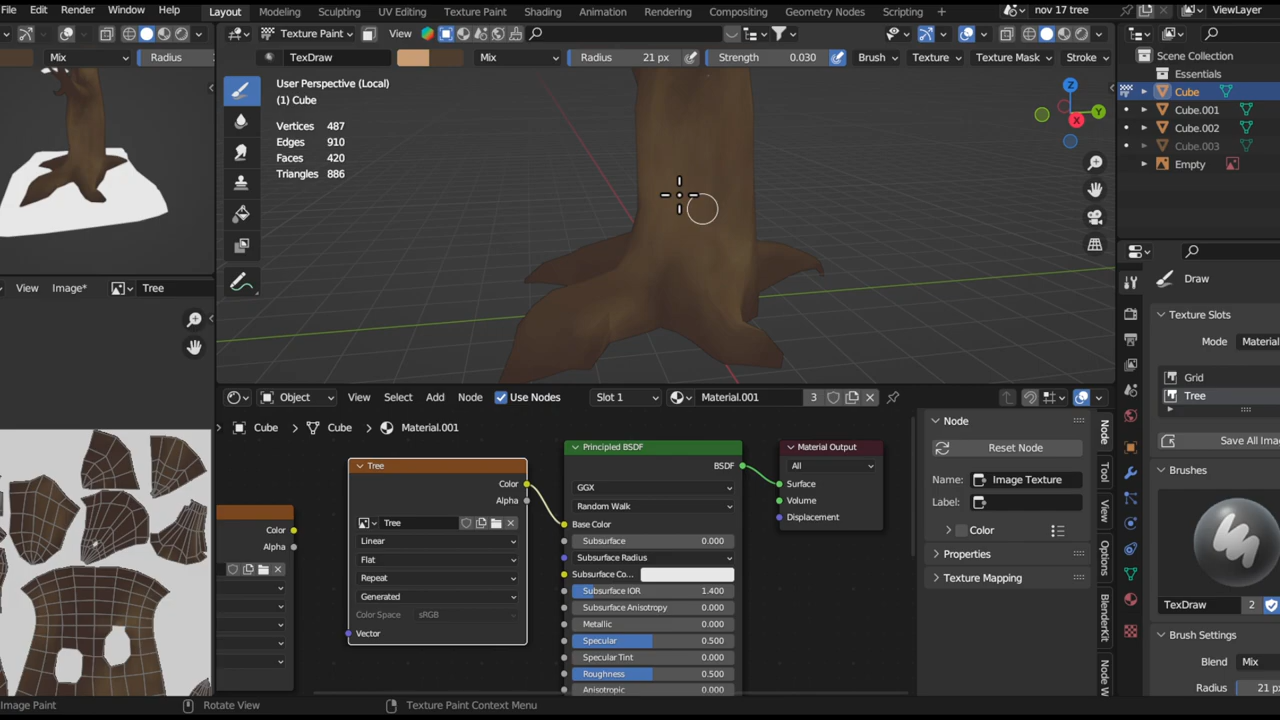 File Edit Render Window Help Layout Modeling Sculpting UV Editing Texture Paint Shading Animation Rendering Compositing Geometry Nodes Scripting nov 17 tree ViewLayer
Mix Radius
Texture Paint View
TexDraw Mix Radius 21 px Strength 0.030 Brush Texture Texture Mask Stroke
User Perspective (Local)
(1) Cube
Vertices 487
Edges 910
Faces 420
Triangles 886
X
Y
Z
Scene Collection
Essentials
Cube
Cube.001
Cube.002
Cube.003
Empty
Draw
Texture Slots
Mode Material
Grid
Tree
Save All Ima
Brushes
TexDraw 2
Brush Settings
Blend Mix
Radius 21 p
View Image* Tree
Object View Select Add Node Use Nodes Slot 1 Material.001 3
Cube > Cube > Material.001
Color
Alpha
Tree
Color
Alpha
Tree
Linear
Flat
Repeat
Generated
Color Space sRGB
Vector
Principled BSDF
BSDF
GGX
Random Walk
Base Color
Subsurface 0.000
Subsurface Radius
Subsurface Co...
Subsurface IOR 1.400
Subsurface Anisotropy 0.000
Metallic 0.000
Specular 0.500
Specular Tint 0.000
Roughness 0.500
Anisotropic 0.000
Material Output
All
Surface
Volume
Displacement
Node
Reset Node
Name: Image Texture
Label:
Color
Properties
Texture Mapping
Node
Tool
View
Options
BlenderKit
Node W
Image Paint Rotate View Texture Paint Context Menu